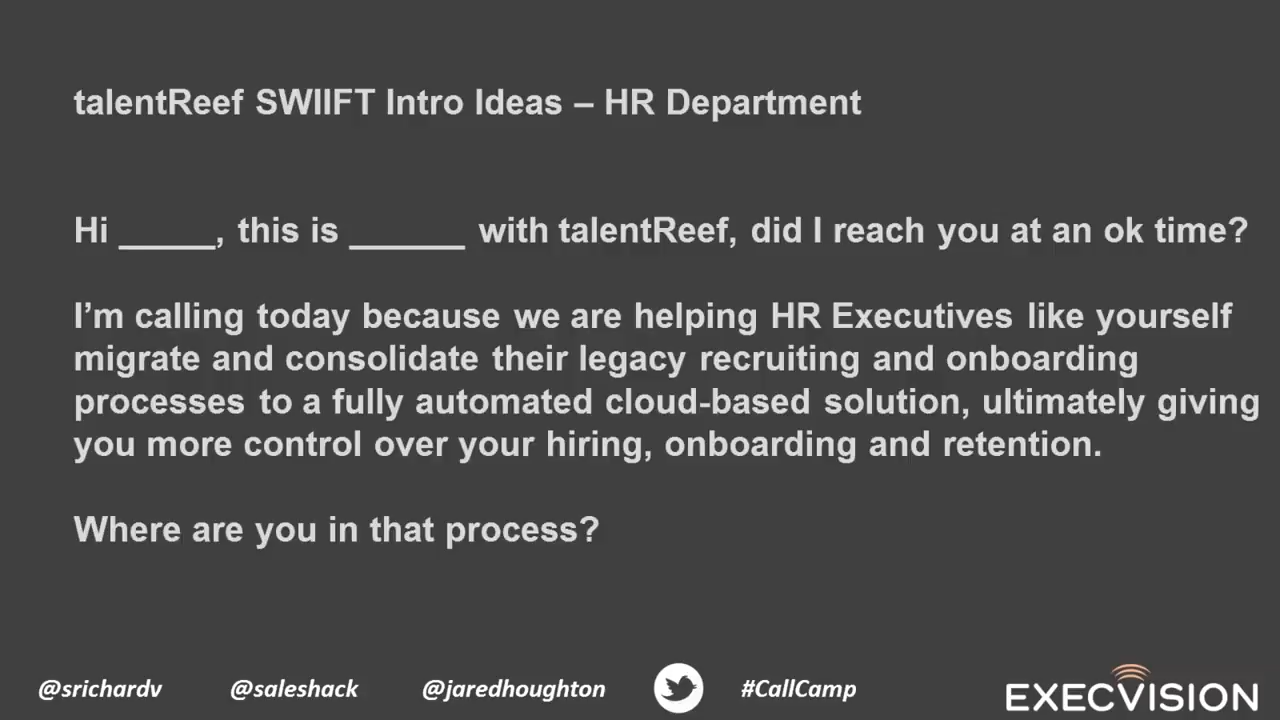 talentReef SWIIFT Intro Ideas – HR Department
Hi _____, this is ______ with talentReef, did I reach you at an ok time?
I’m calling today because we are helping HR Executives like yourself
migrate and consolidate their legacy recruiting and onboarding
processes to a fully automated cloud-based solution, ultimately giving
you more control over your hiring, onboarding and retention.
Where are you in that process?
@srichardv @saleshack @jaredhoughton #CallCamp
EXECVISION